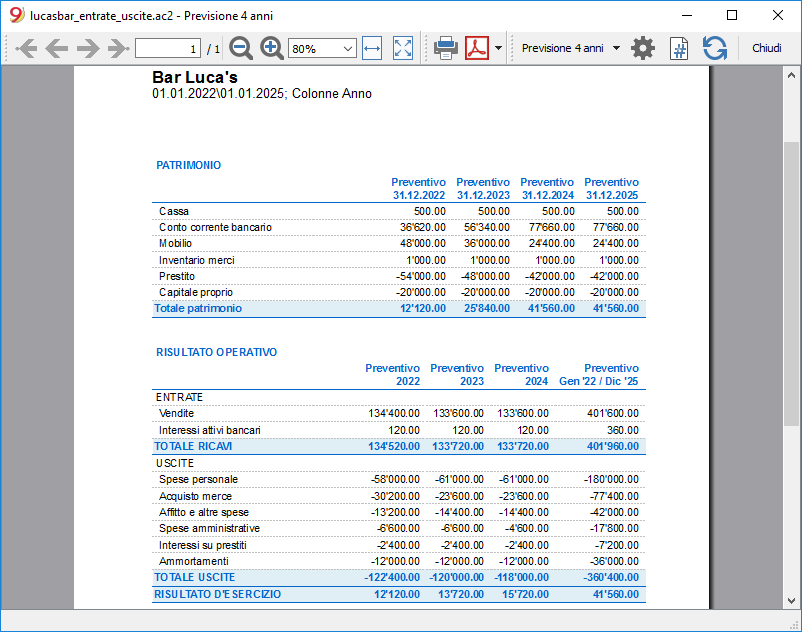 lucasbar_entrate_uscite.ac2 - Previsione 4 anni
1 / 1 80% Previsione 4 anni Chiudi
Bar Luca's
01.01.2022\01.01.2025; Colonne Anno
PATRIMONIO
Preventivo Preventivo Preventivo Preventivo
31.12.2022 31.12.2023 31.12.2024 31.12.2025
Cassa 500.00 500.00 500.00 500.00
Conto corrente bancario 36'620.00 56'340.00 77'660.00 77'660.00
Mobilio 48'000.00 36'000.00 24'400.00 24'400.00
Inventario merci 1'000.00 1'000.00 1'000.00 1'000.00
Prestito -54'000.00 -48'000.00 -42'000.00 -42'000.00
Capitale proprio -20'000.00 -20'000.00 -20'000.00 -20'000.00
Totale patrimonio 12'120.00 25'840.00 41'560.00 41'560.00
RISULTATO OPERATIVO
Preventivo Preventivo Preventivo Preventivo
2022 2023 2024 Gen '22 / Dic '25
ENTRATE
Vendite 134'400.00 133'600.00 133'600.00 401'600.00
Interessi attivi bancari 120.00 120.00 120.00 360.00
TOTALE RICAVI 134'520.00 133'720.00 133'720.00 401'960.00
USCITE
Spese personale -58'000.00 -61'000.00 -61'000.00 -180'000.00
Acquisto merce -30'200.00 -23'600.00 -23'600.00 -77'400.00
Affitto e altre spese -13'200.00 -14'400.00 -14'400.00 -42'000.00
Spese amministrative -6'600.00 -6'600.00 -4'600.00 -17'800.00
Interessi su prestiti -2'400.00 -2'400.00 -2'400.00 -7'200.00
Ammortamenti -12'000.00 -12'000.00 -12'000.00 -36'000.00
TOTALE USCITE -122'400.00 -120'000.00 -118'000.00 -360'400.00
RISULTATO D'ESERCIZIO 12'120.00 13'720.00 15'720.00 41'560.00